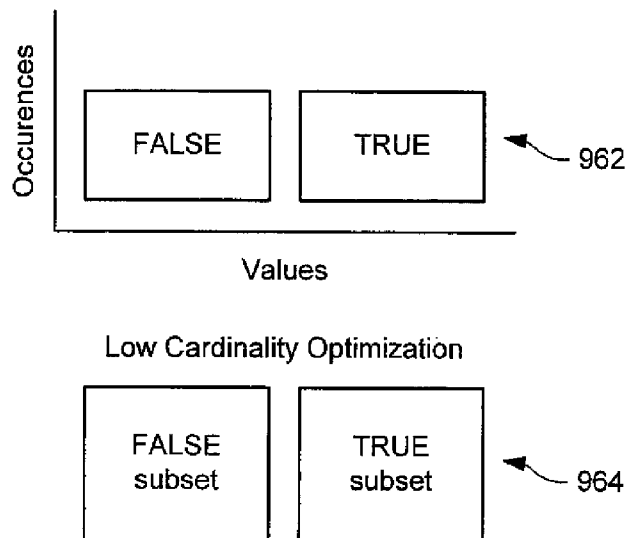 Occurences
FALSE
TRUE
962
Values
Low Cardinality Optimization
FALSE
subset
TRUE
subset
964